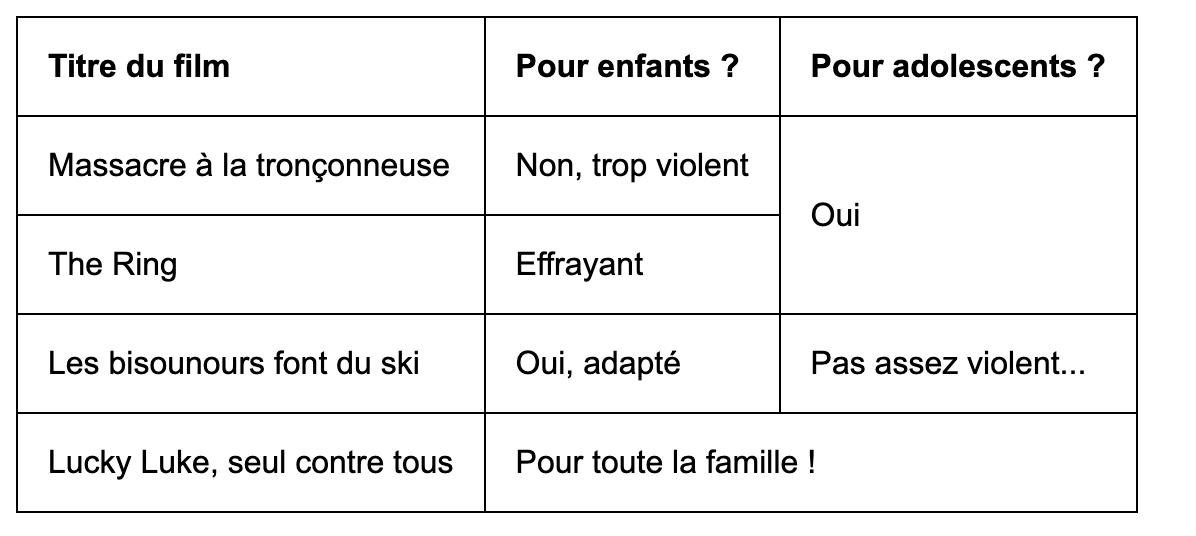 Titre du film
Pour enfants ?
Pour adolescents ?
Massacre à la tronçonneuse
Non, trop violent
Oui
The Ring
Effrayant
Les bisounours font du ski
Oui, adapté
Pas assez violent...
Lucky Luke, seul contre tous
Pour toute la famille !